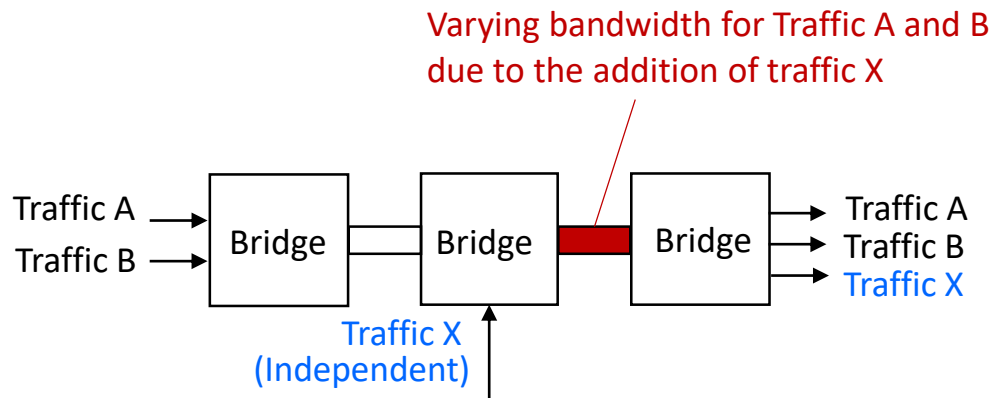 Varying bandwidth for Traffic A and B
due to the addition of traffic X
Traffic A
Traffic B
Bridge
Bridge
Bridge
Traffic A
Traffic B
Traffic X
Traffic X
(Independent)